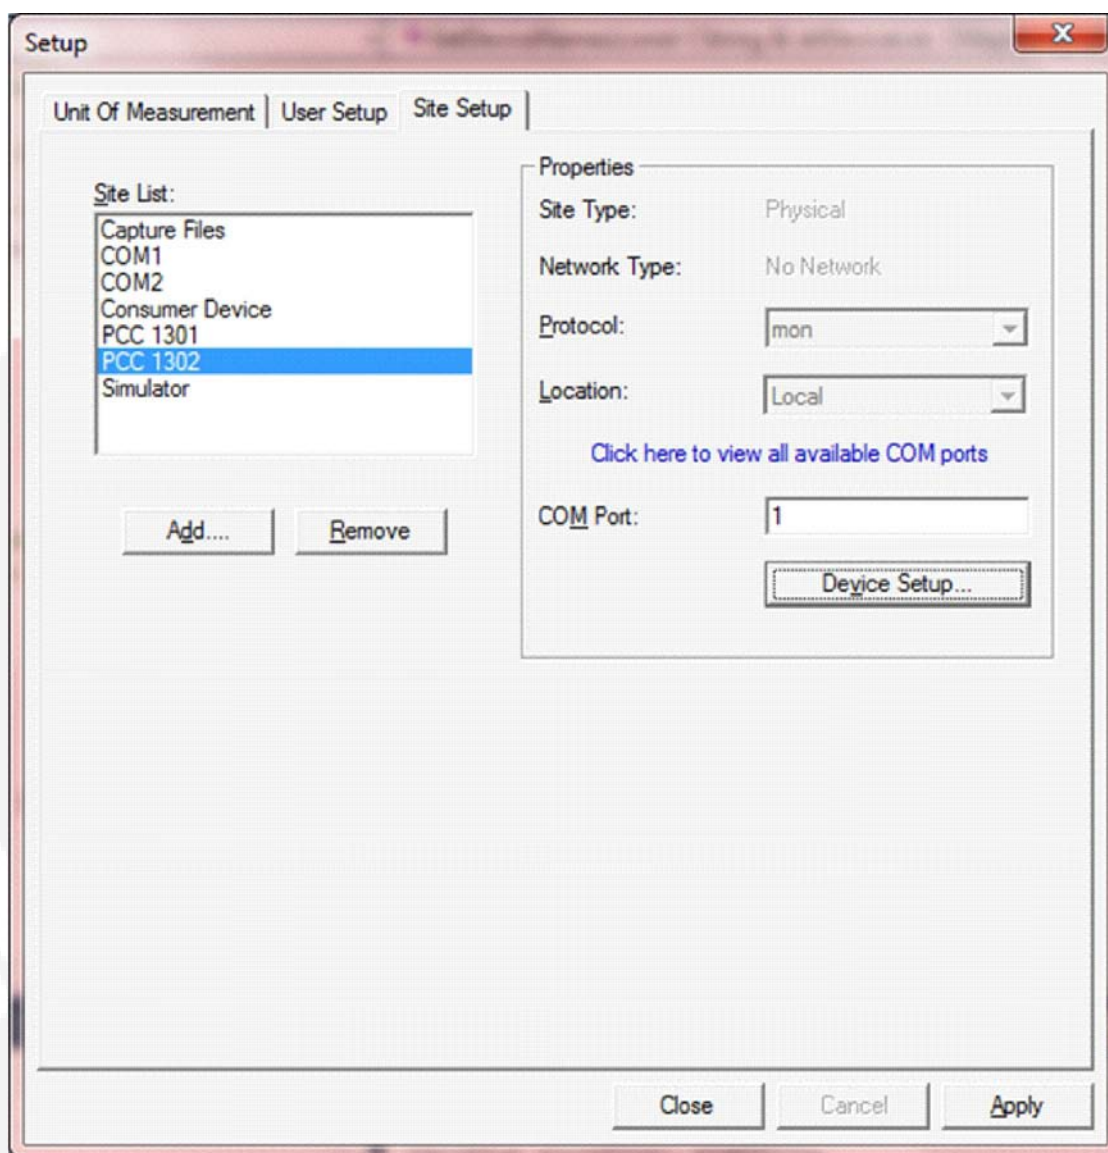 Setup
Unit Of Measurement
User Setup
Site Setup
Site List:
Capture Files
COM1
COM2
Consumer Device
PCC 1301
PCC 1302
Simulator
Add....
Remove
Properties
Site Type: Physical
Network Type: No Network
Protocol: mon
Location: Local
Click here to view all available COM ports
COM Port: 1
Device Setup...
Close
Cancel
Apply